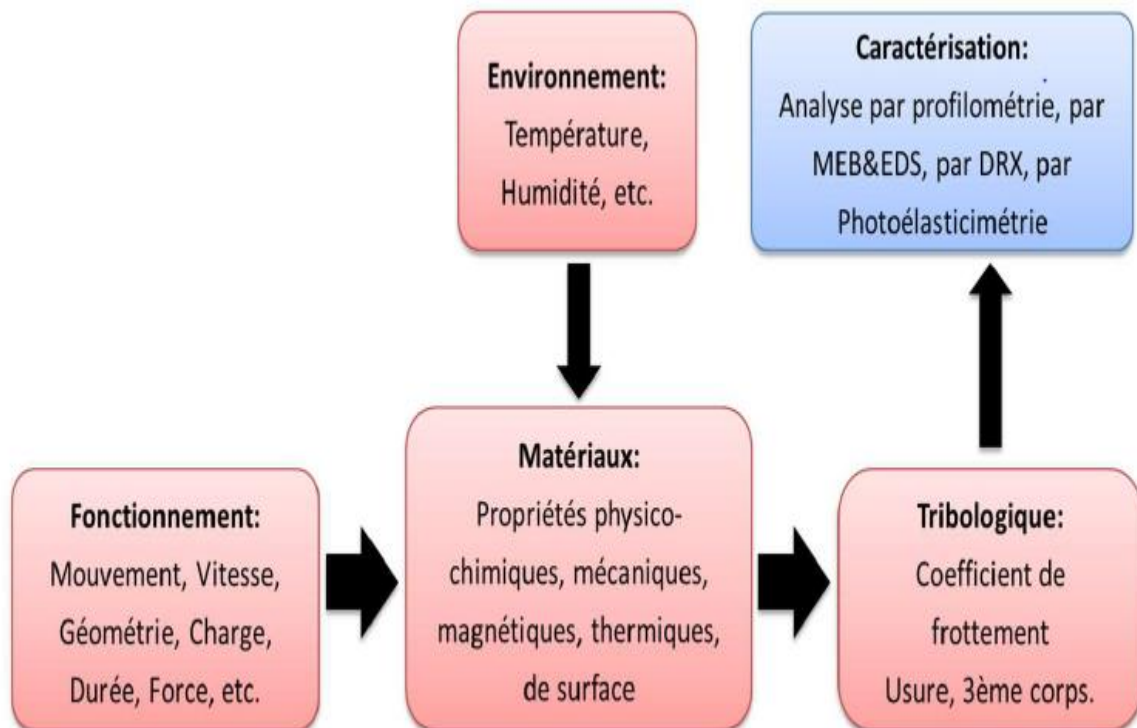 Environnement:
Température,
Humidité, etc.
Caractérisation:
Analyse par profilométrie, par
MEB&EDS, par DRX, par
Photoélasticimétrie
Fonctionnement:
Mouvement, Vitesse,
Géométrie, Charge,
Durée, Force, etc.
Matériaux:
Propriétés physico-
chimiques, mécaniques,
magnétiques, thermiques,
de surface
Tribologique:
Coefficient de
frottement
Usure, 3ème corps.